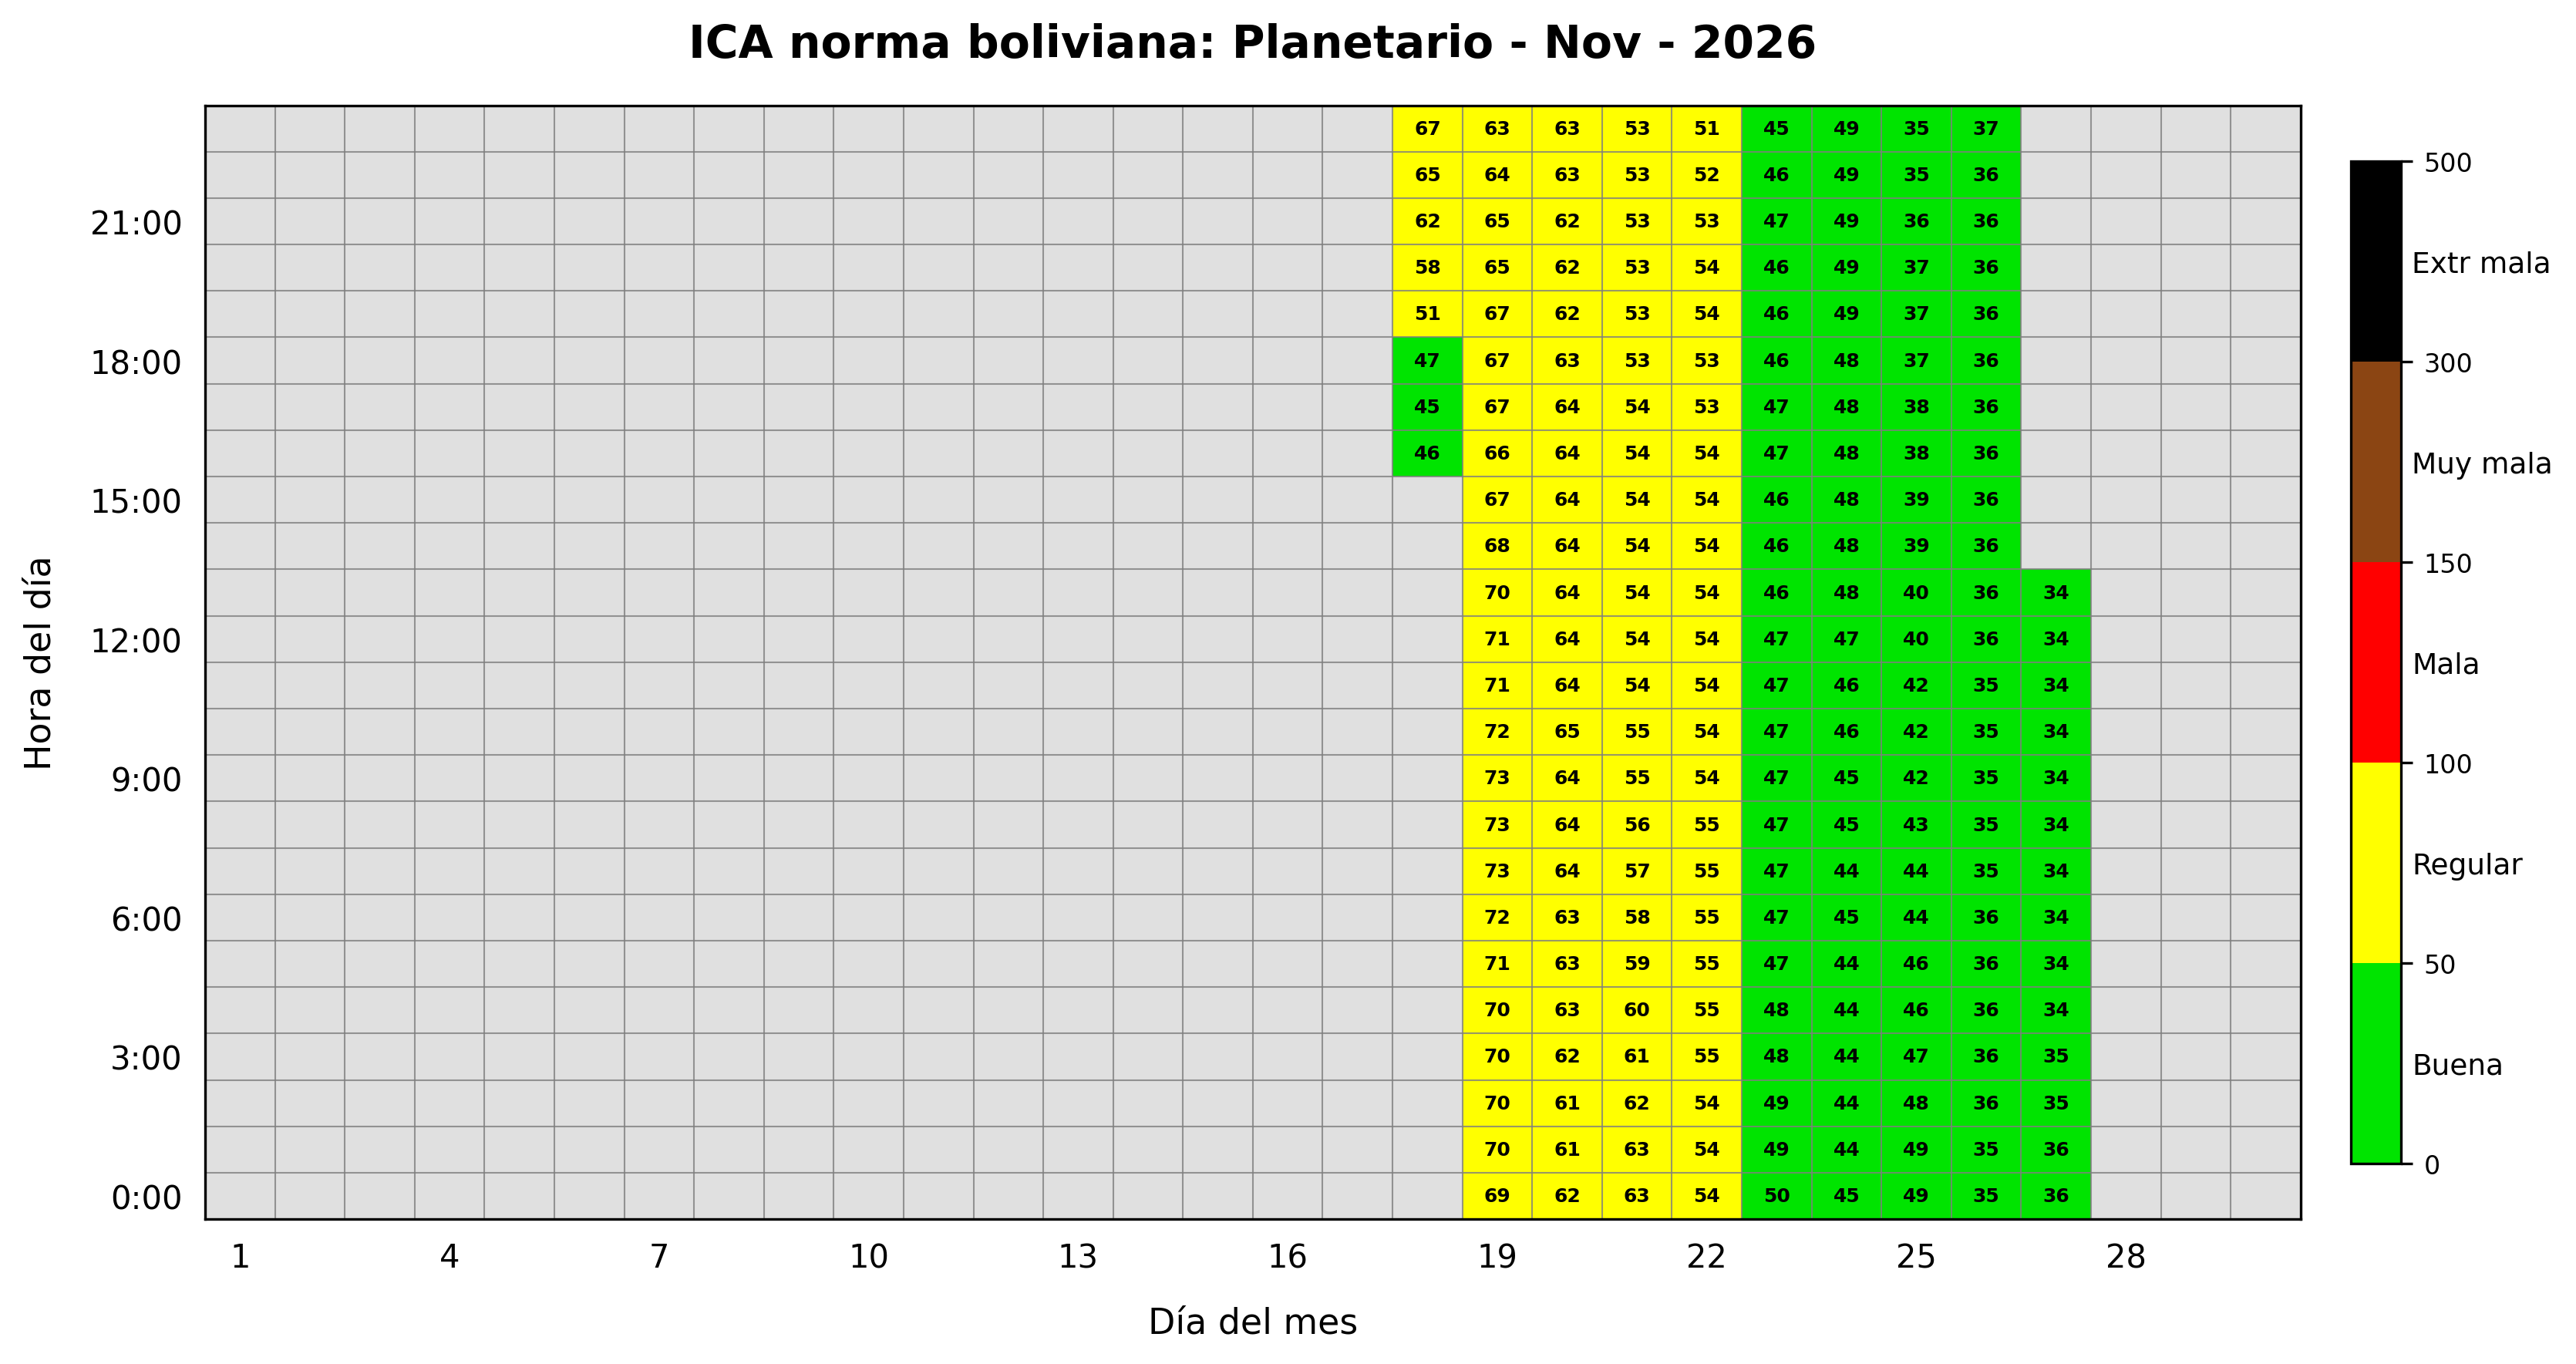 ICA norma boliviana: Planetario - Nov - 2026
67 63 63 53 51 45 49 35 37
65 64 63 53 52 46 49 35 36
21:00 62 65 62 53 53 47 49 36 36
58 65 62 53 54 46 49 37 36
51 67 62 53 54 46 49 37 36
18:00 47 67 63 53 53 46 48 37 36
45 67 64 54 53 47 48 38 36
46 66 64 54 54 47 48 38 36
15:00 67 64 54 54 46 48 39 36
68 64 54 54 46 48 39 36
70 64 54 54 46 48 40 36 34
12:00 71 64 54 54 47 47 40 36 34
71 64 54 54 47 46 42 35 34
72 65 55 54 47 46 42 35 34
9:00 73 64 55 54 47 45 42 35 34
73 64 56 55 47 45 43 35 34
73 64 57 55 47 44 44 35 34
6:00 72 63 58 55 47 45 44 36 34
71 63 59 55 47 44 46 36 34
70 63 60 55 48 44 46 36 34
3:00 70 62 61 55 48 44 47 36 35
70 61 62 54 49 44 48 36 35
70 61 63 54 49 44 49 35 36
0:00 69 62 63 54 50 45 49 35 36
1 4 7 10 13 16 19 22 25 28
Día del mes
Hora del día
500
Extr mala
300
Muy mala
150
Mala
100
Regular
50
Buena
0